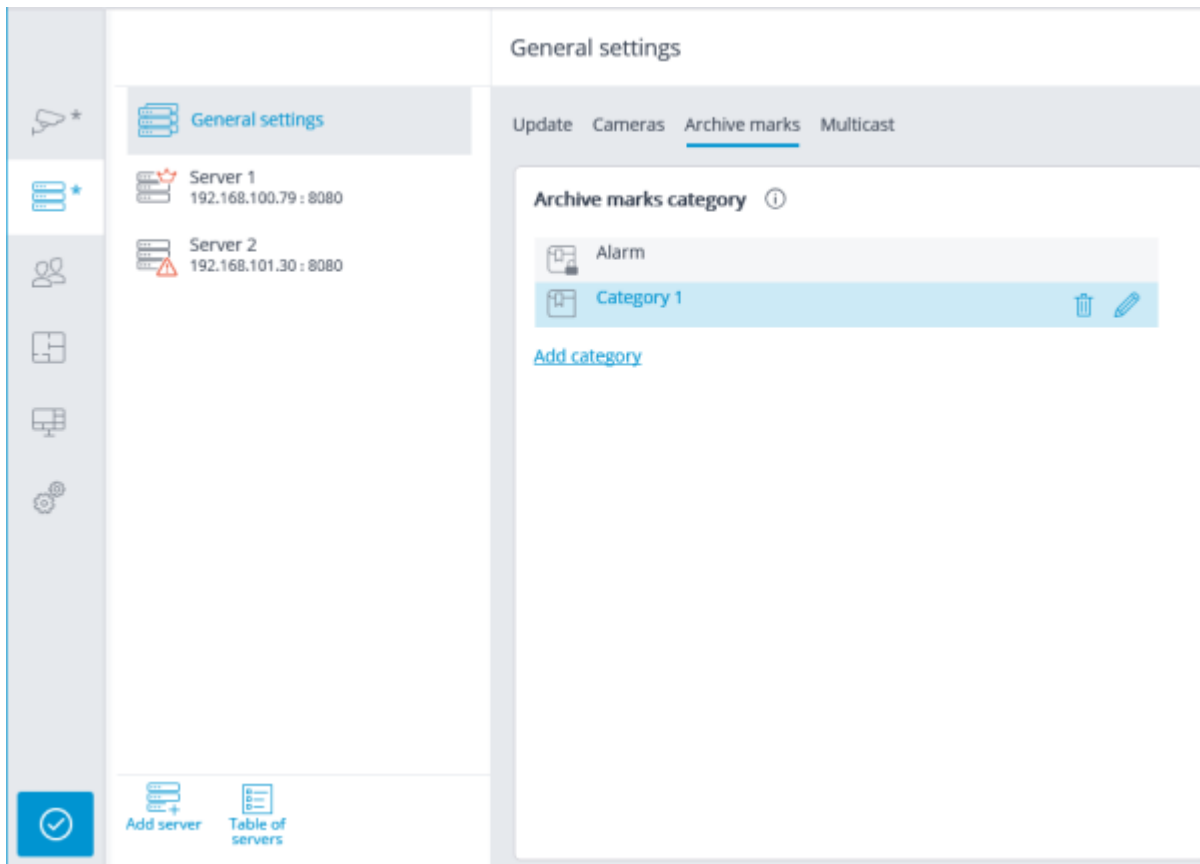 General settings
*
General settings
Server 1
192.168.100.79 : 8080
*
Server 2
192.168.101.30 : 8080
Update Cameras Archive marks Multicast
Archive marks category
Alarm
Category 1
Add category
Add server
Table of
servers